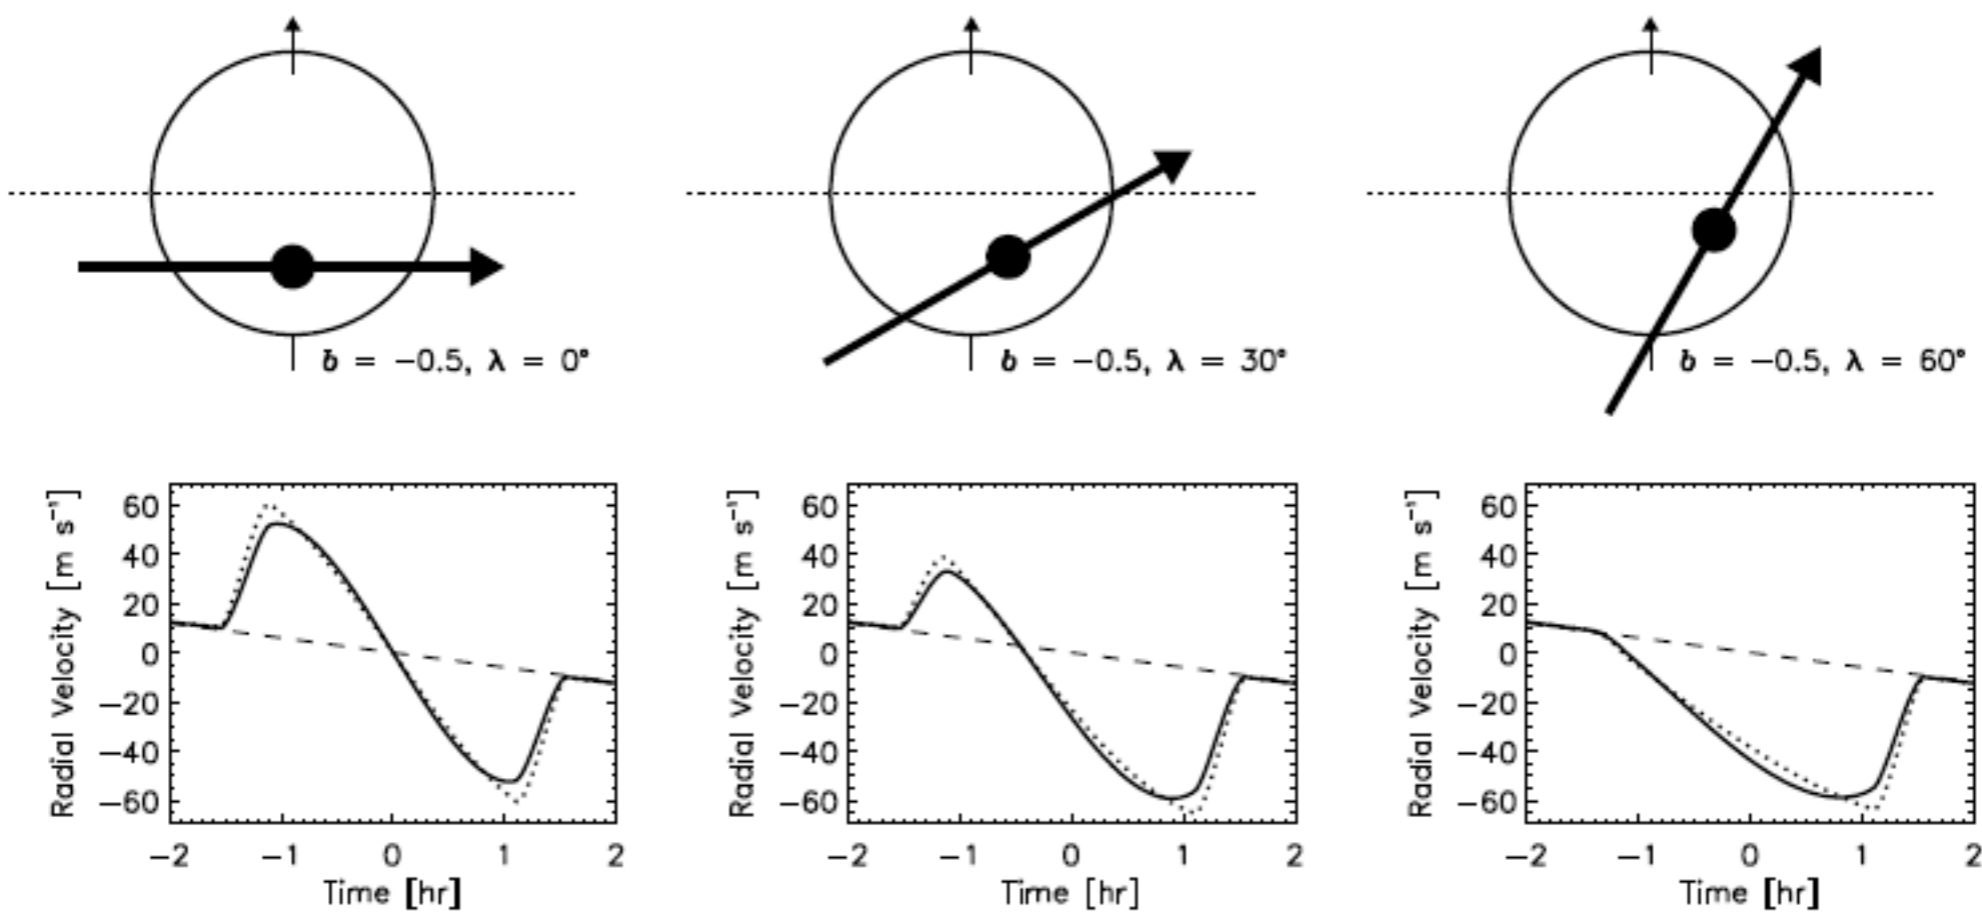 b = −0.5, λ = 0°
b = −0.5, λ = 30°
b = −0.5, λ = 60°
Radial Velocity [m s⁻¹]
60
40
20
0
−20
−40
−60
−2 −1 0 1 2
Time [hr]
Radial Velocity [m s⁻¹]
60
40
20
0
−20
−40
−60
−2 −1 0 1 2
Time [hr]
Radial Velocity [m s⁻¹]
60
40
20
0
−20
−40
−60
−2 −1 0 1 2
Time [hr]